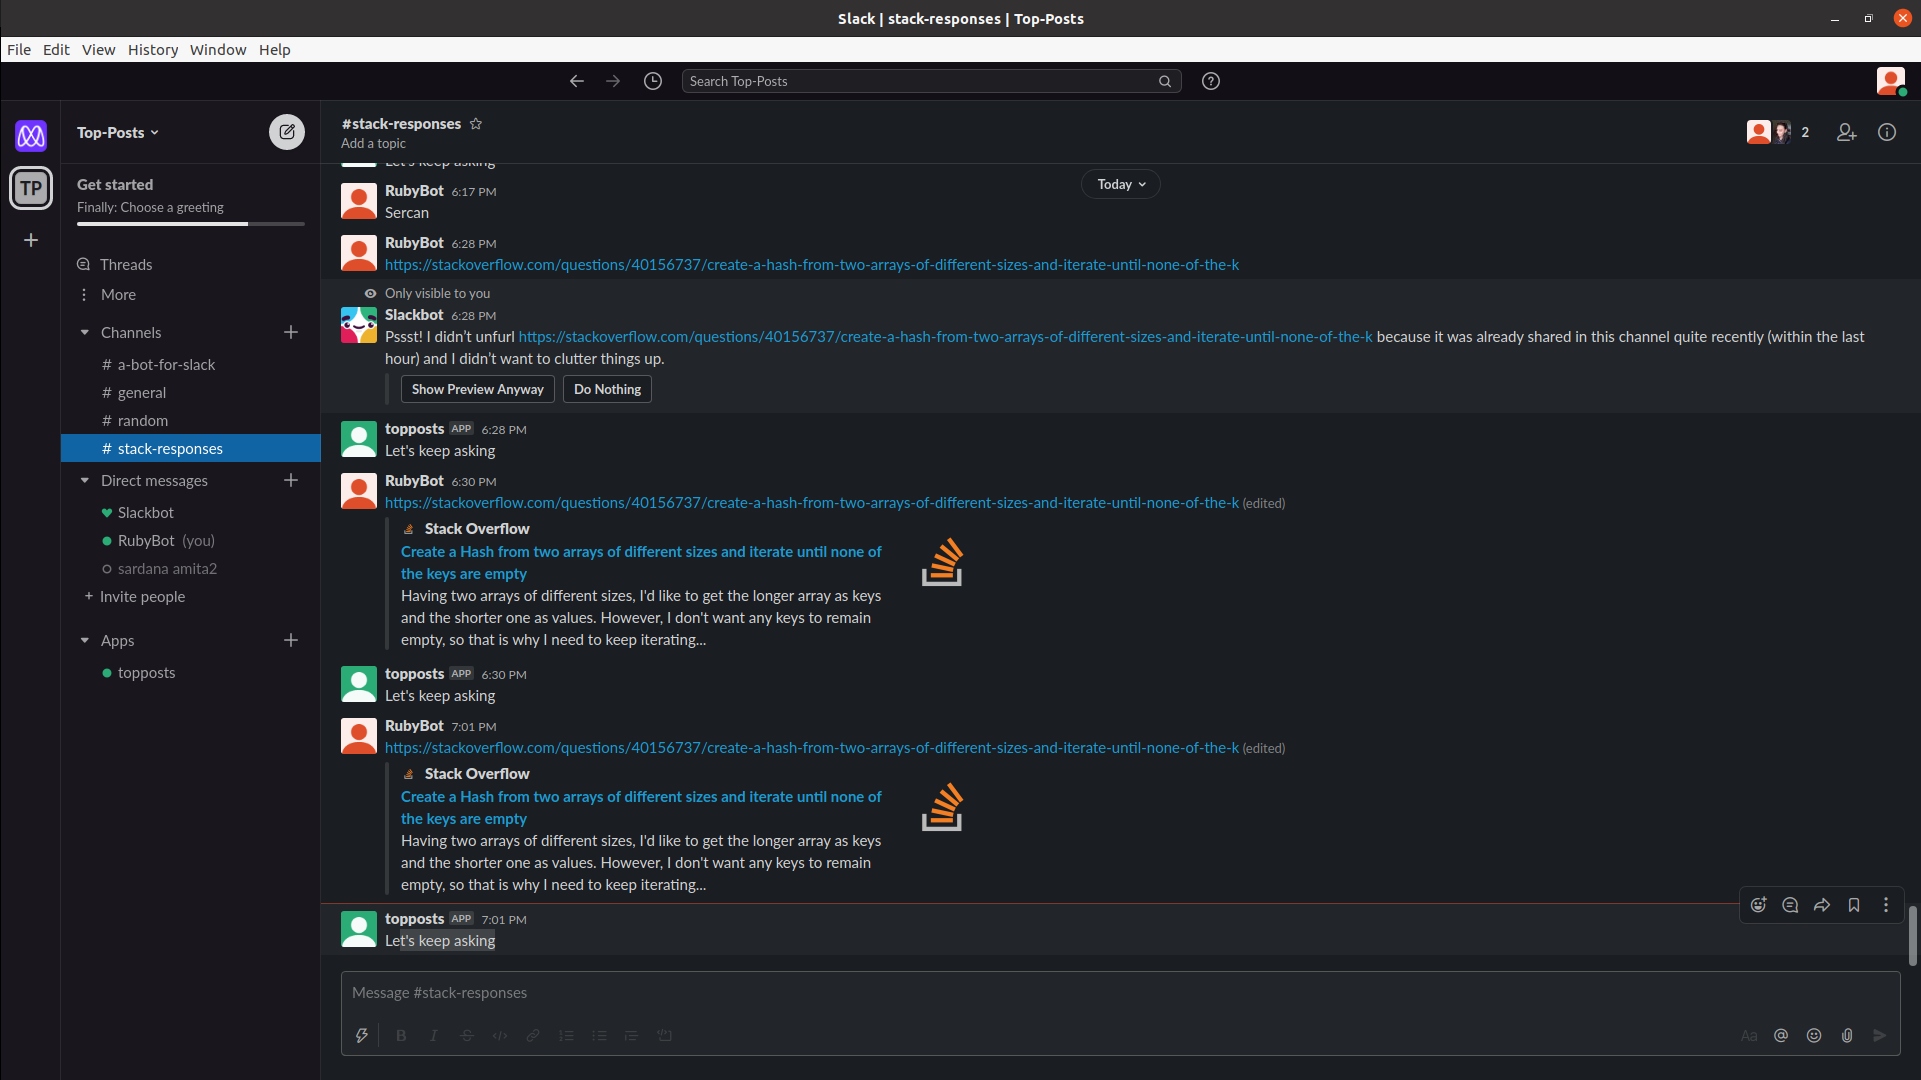 Slack | stack-responses | Top-Posts
File Edit View History Window Help
Search Top-Posts
Top-Posts
#stack-responses
Add a topic
2
TP
Get started
Finally: Choose a greeting
Threads
More
Channels
# a-bot-for-slack
# general
# random
# stack-responses
Direct messages
Slackbot
RubyBot (you)
sardana amita2
+ Invite people
Apps
topposts
Let's keep asking
Today
RubyBot 6:17 PM
Sercan
RubyBot 6:28 PM
https://stackoverflow.com/questions/40156737/create-a-hash-from-two-arrays-of-different-sizes-and-iterate-until-none-of-the-k
Only visible to you
Slackbot 6:28 PM
Pssst! I didn’t unfurl https://stackoverflow.com/questions/40156737/create-a-hash-from-two-arrays-of-different-sizes-and-iterate-until-none-of-the-k because it was already shared in this channel quite recently (within the last
hour) and I didn’t want to clutter things up.
Show Preview Anyway Do Nothing
topposts APP 6:28 PM
Let's keep asking
RubyBot 6:30 PM
https://stackoverflow.com/questions/40156737/create-a-hash-from-two-arrays-of-different-sizes-and-iterate-until-none-of-the-k (edited)
Stack Overflow
Create a Hash from two arrays of different sizes and iterate until none of
the keys are empty
Having two arrays of different sizes, I'd like to get the longer array as keys
and the shorter one as values. However, I don't want any keys to remain
empty, so that is why I need to keep iterating...
topposts APP 6:30 PM
Let's keep asking
RubyBot 7:01 PM
https://stackoverflow.com/questions/40156737/create-a-hash-from-two-arrays-of-different-sizes-and-iterate-until-none-of-the-k (edited)
Stack Overflow
Create a Hash from two arrays of different sizes and iterate until none of
the keys are empty
Having two arrays of different sizes, I'd like to get the longer array as keys
and the shorter one as values. However, I don't want any keys to remain
empty, so that is why I need to keep iterating...
topposts APP 7:01 PM
Let's keep asking
Message #stack-responses
B I S </> Aa @